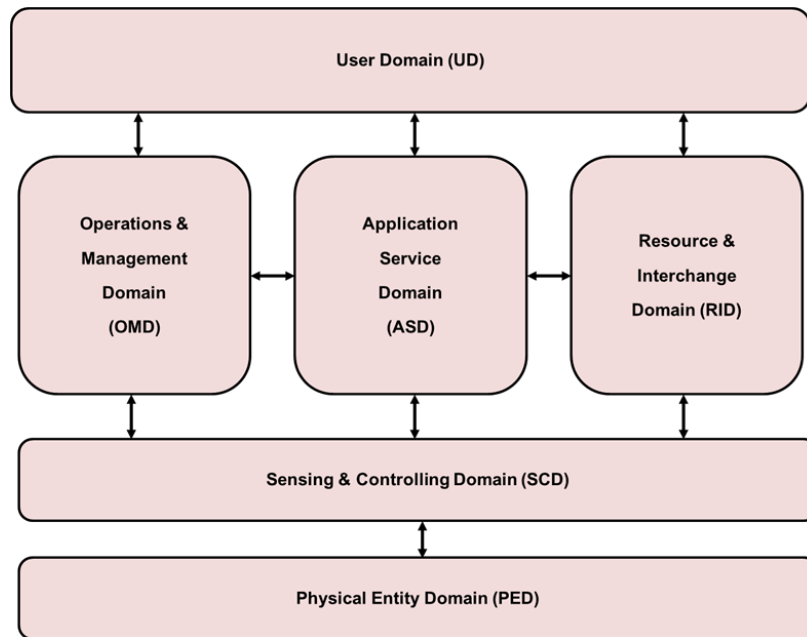 User Domain (UD)
Operations &
Management
Domain
(OMD)
Application
Service
Domain
(ASD)
Resource &
Interchange
Domain (RID)
Sensing & Controlling Domain (SCD)
Physical Entity Domain (PED)